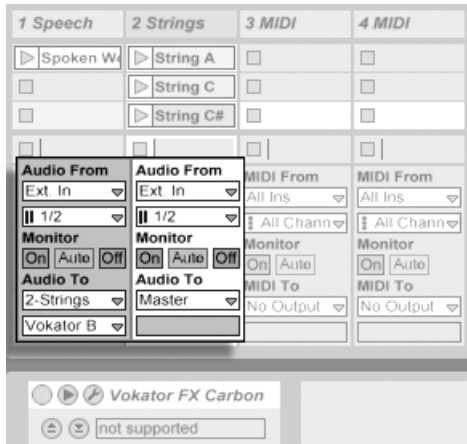 1 Speech 2 Strings 3 MIDI 4 MIDI
Spoken We String A
String C
String C#
Audio From Audio From MIDI From MIDI From
Ext. In Ext. In All Ins All Ins
1/2 1/2 All Chann All Chann
Monitor Monitor Monitor Monitor
On Auto Off On Auto Off On Auto On Auto
Audio To Audio To MIDI To MIDI To
2-Strings Master No Output No Output
Vokator B
Vokator FX Carbon
not supported